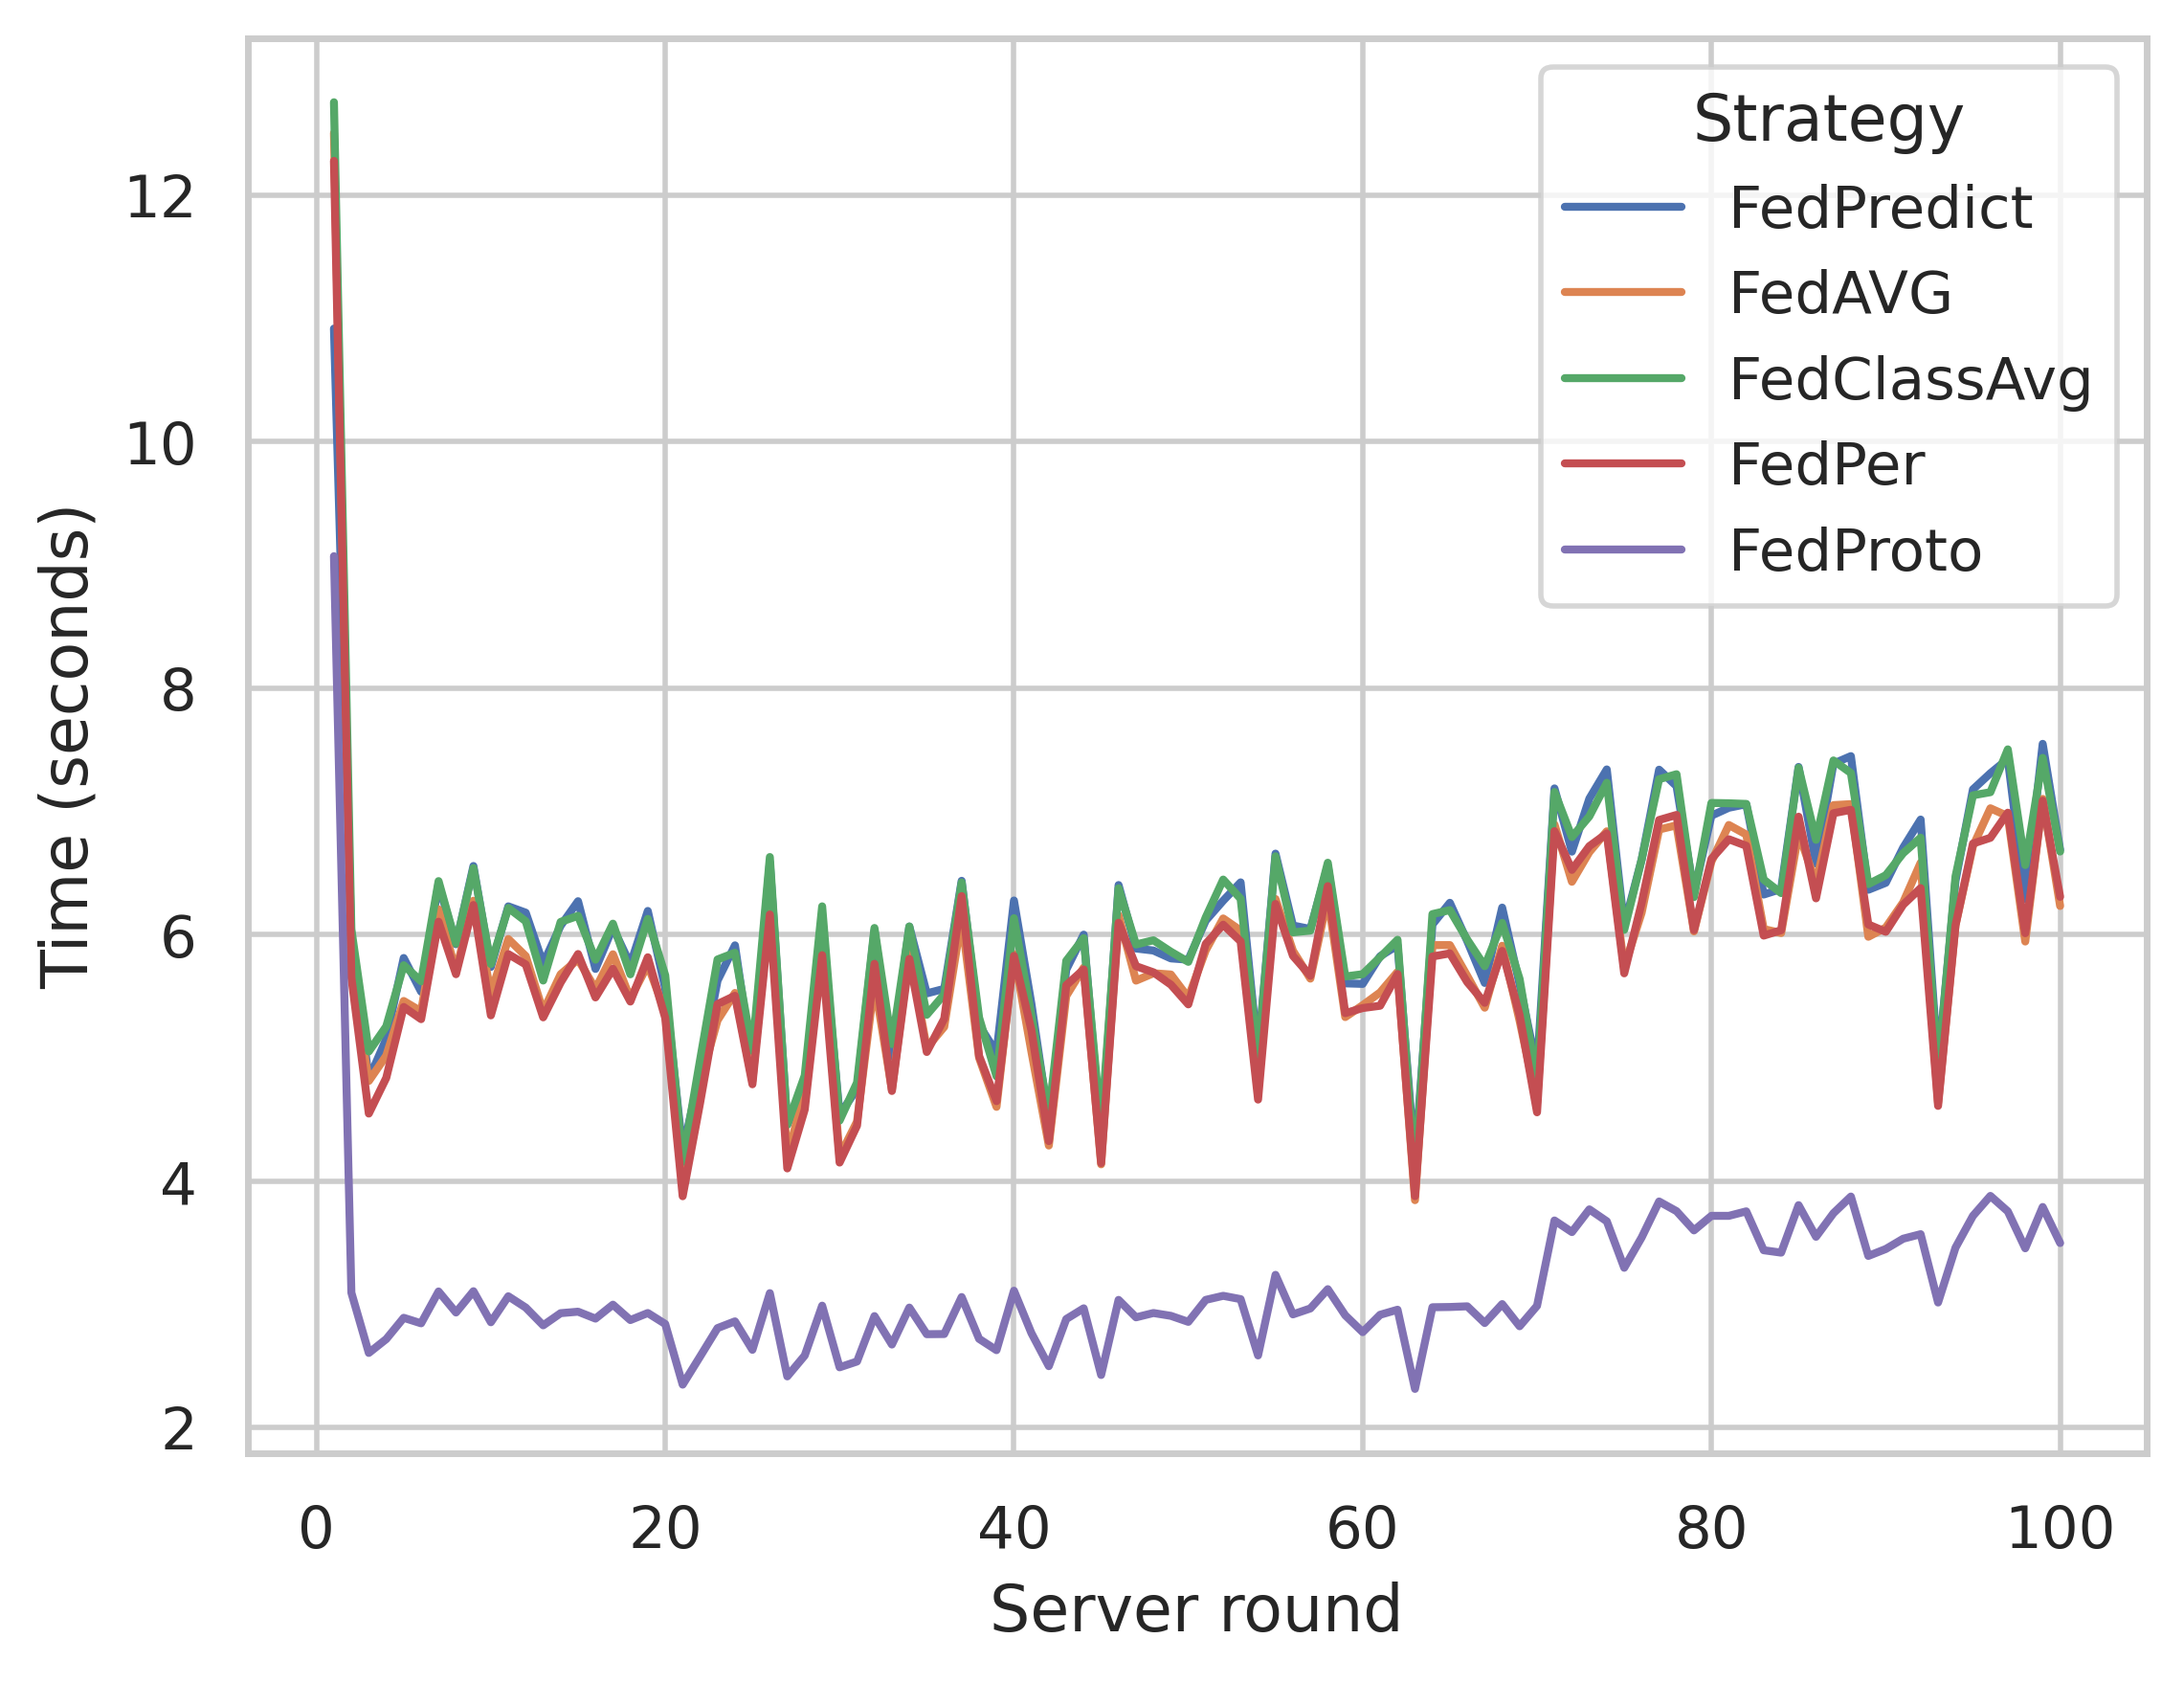 Strategy
FedPredict
FedAVG
FedClassAvg
FedPer
FedProto
Time (seconds)
12
10
8
6
4
2
0 20 40 60 80 100
Server round